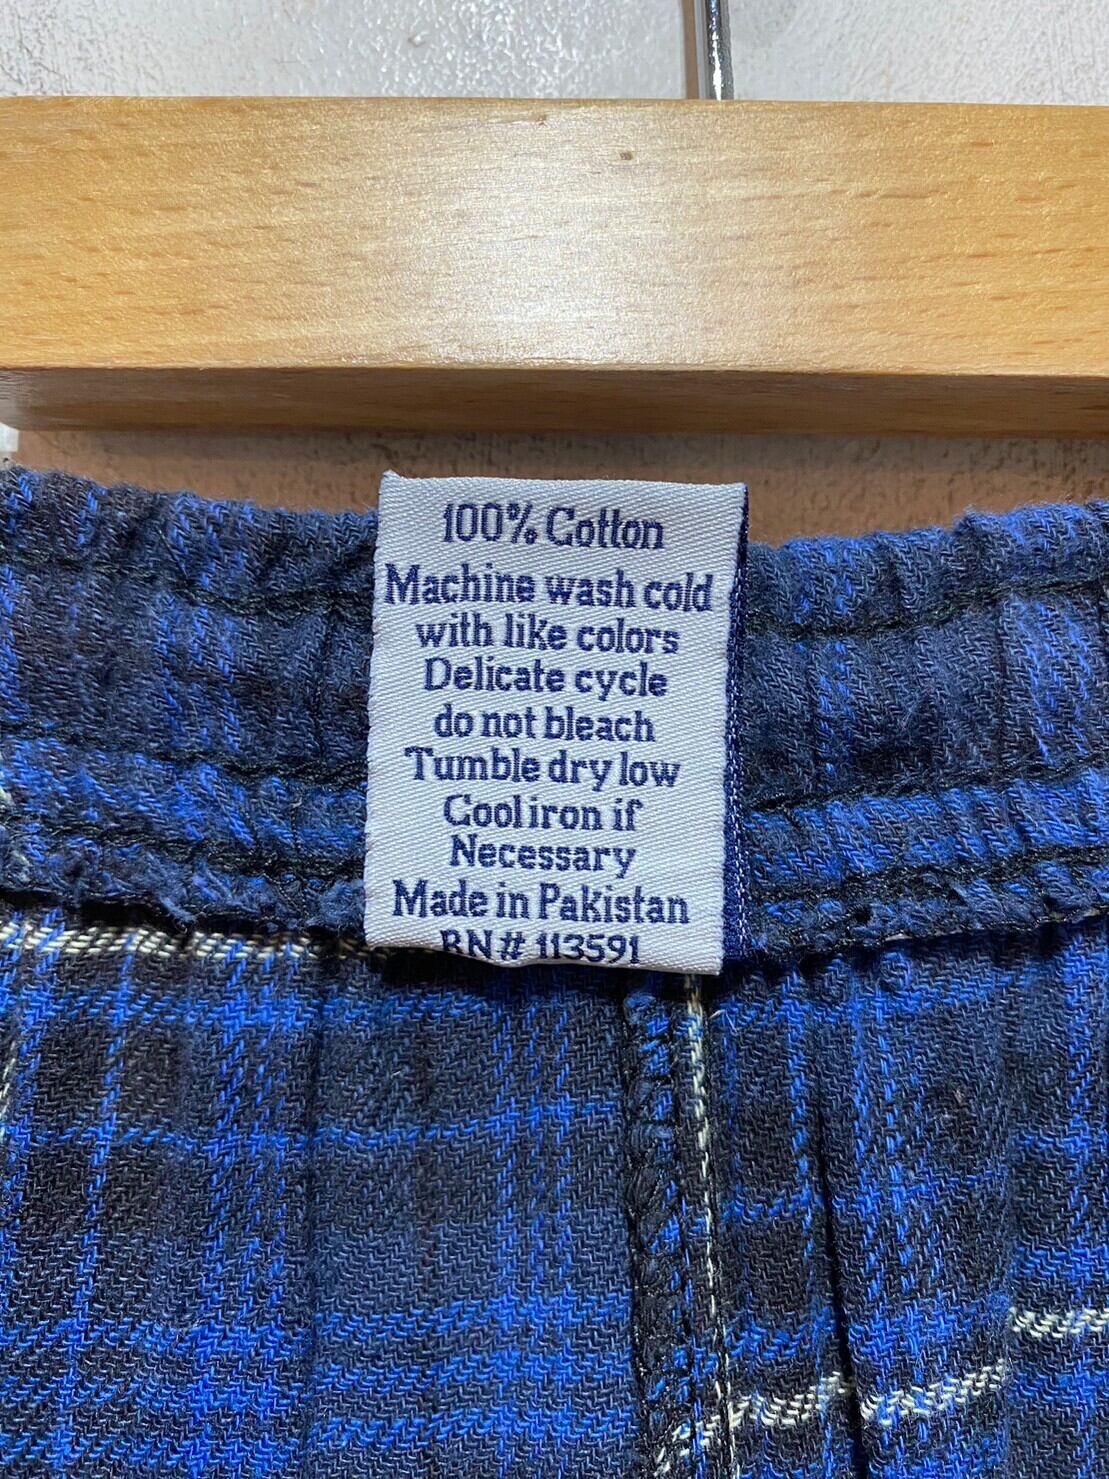 100% Cotton
Machine wash cold
with like colors
Delicate cycle
do not bleach
Tumble dry low
Cool iron if
Necessary
Made in Pakistan
RN# 113591